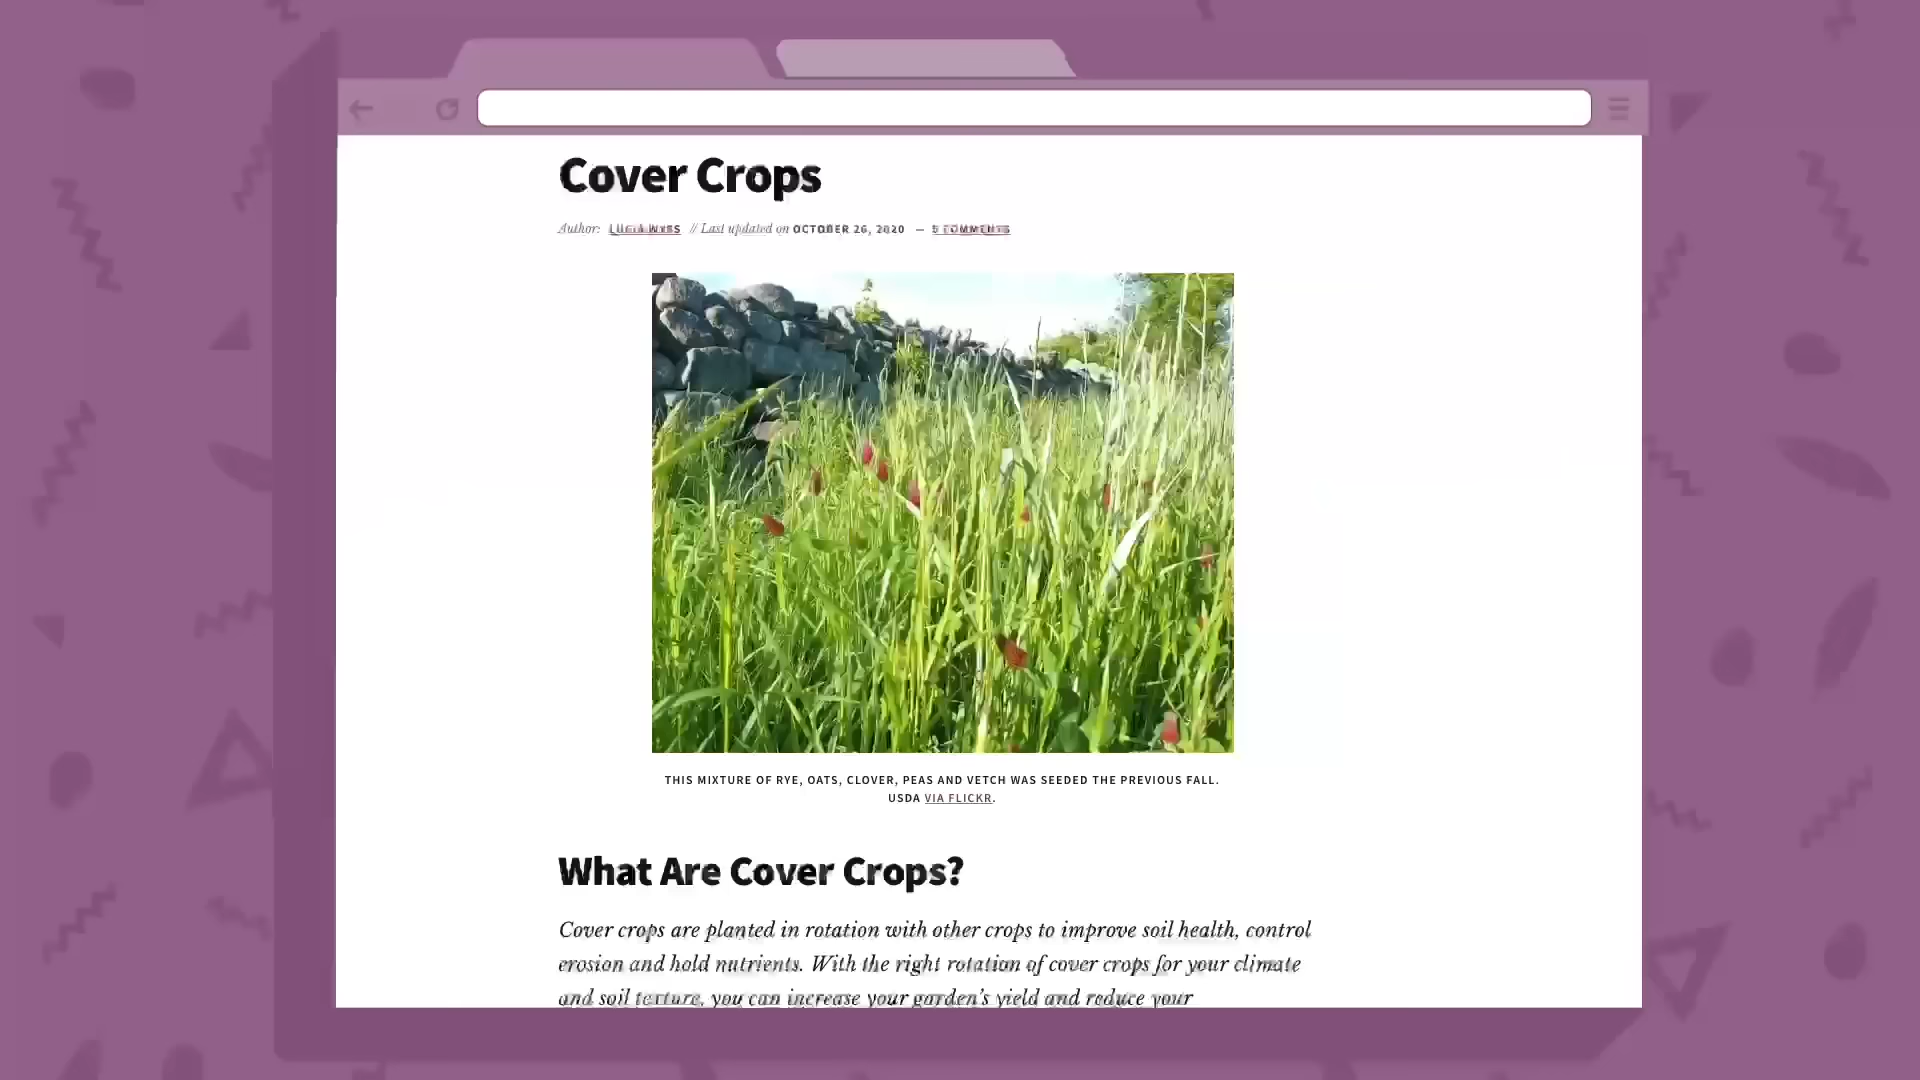 Cover Crops
Author: // Last updated on OCTOBER 26, 2020 — 5 COMMENTS
THIS MIXTURE OF RYE, OATS, CLOVER, PEAS AND VETCH WAS SEEDED THE PREVIOUS FALL.
USDA VIA FLICKR.
What Are Cover Crops?
Cover crops are planted in rotation with other crops to improve soil health, control
erosion and hold nutrients. With the right rotation of cover crops for your climate
and soil texture, you can increase your garden’s yield and reduce your